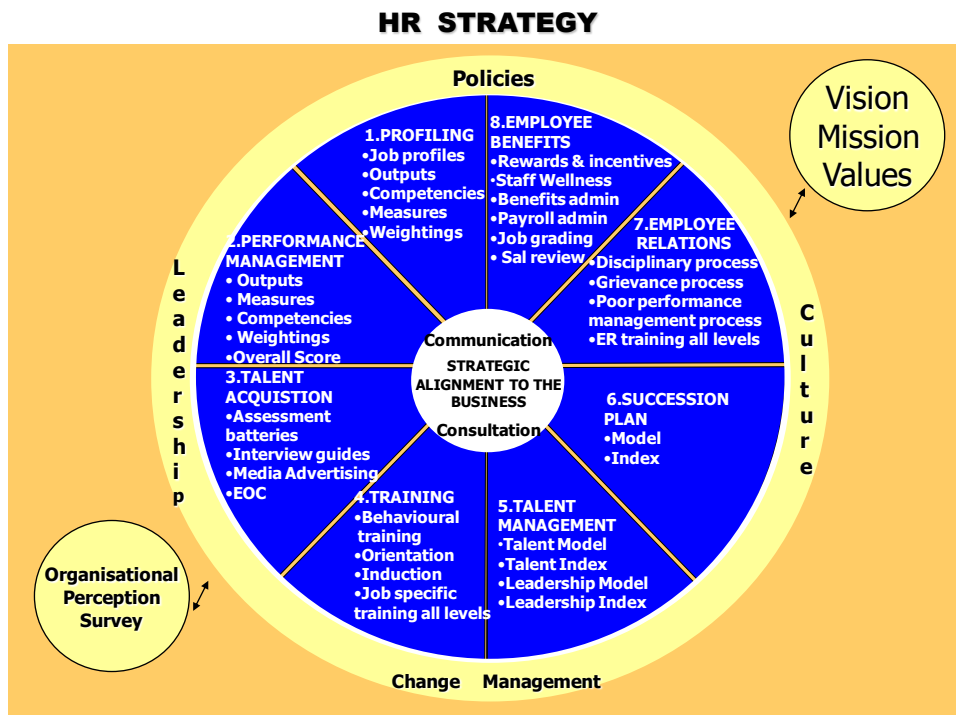 HR STRATEGY
Policies
Vision
Mission
Values
1.PROFILING
•Job profiles
•Outputs
•Competencies
•Measures
•Weightings
8.EMPLOYEE
BENEFITS
•Rewards & incentives
•Staff Wellness
•Benefits admin
•Payroll admin
•Job grading
• Sal review
7.EMPLOYEE
RELATIONS
•Disciplinary process
•Grievance process
•Poor performance
management process
•ER training all levels
2.PERFORMANCE
MANAGEMENT
• Outputs
• Measures
• Competencies
• Weightings
•Overall Score
Leadership
Culture
Communication
STRATEGIC
ALIGNMENT TO THE
BUSINESS
Consultation
3.TALENT
ACQUISTION
•Assessment
batteries
•Interview guides
•Media Advertising
•EOC
6.SUCCESSION
PLAN
•Model
•Index
4.TRAINING
•Behavioural
training
•Orientation
•Induction
•Job specific
training all levels
5.TALENT
MANAGEMENT
•Talent Model
•Talent Index
•Leadership Model
•Leadership Index
Organisational
Perception
Survey
Change Management